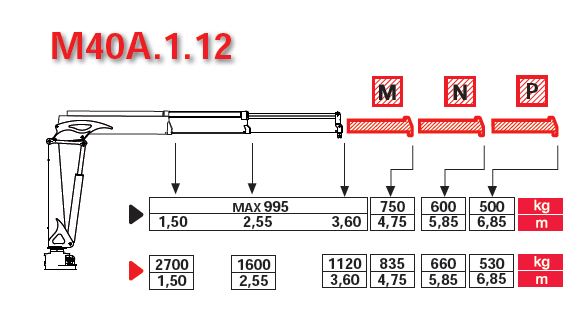 M40A.1.12
M N P
MAX 995 750 600 500 kg
1,50 2,55 3,60 4,75 5,85 6,85 m
2700 1600 1120 835 660 530 kg
1,50 2,55 3,60 4,75 5,85 6,85 m